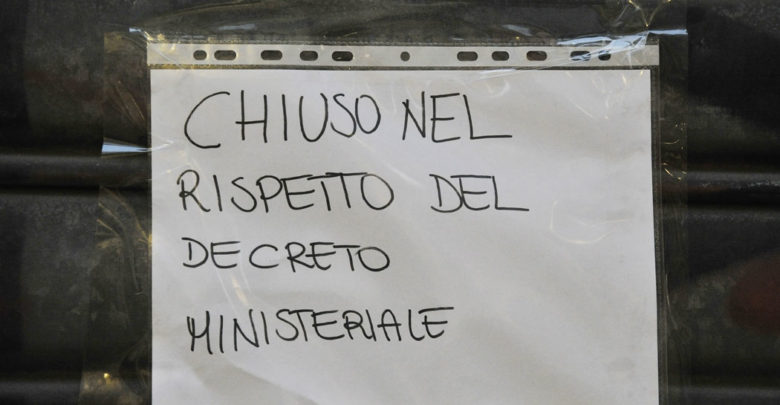 CHIUSO NEL
RISPETTO DEL
DECRETO
MINISTERIALE